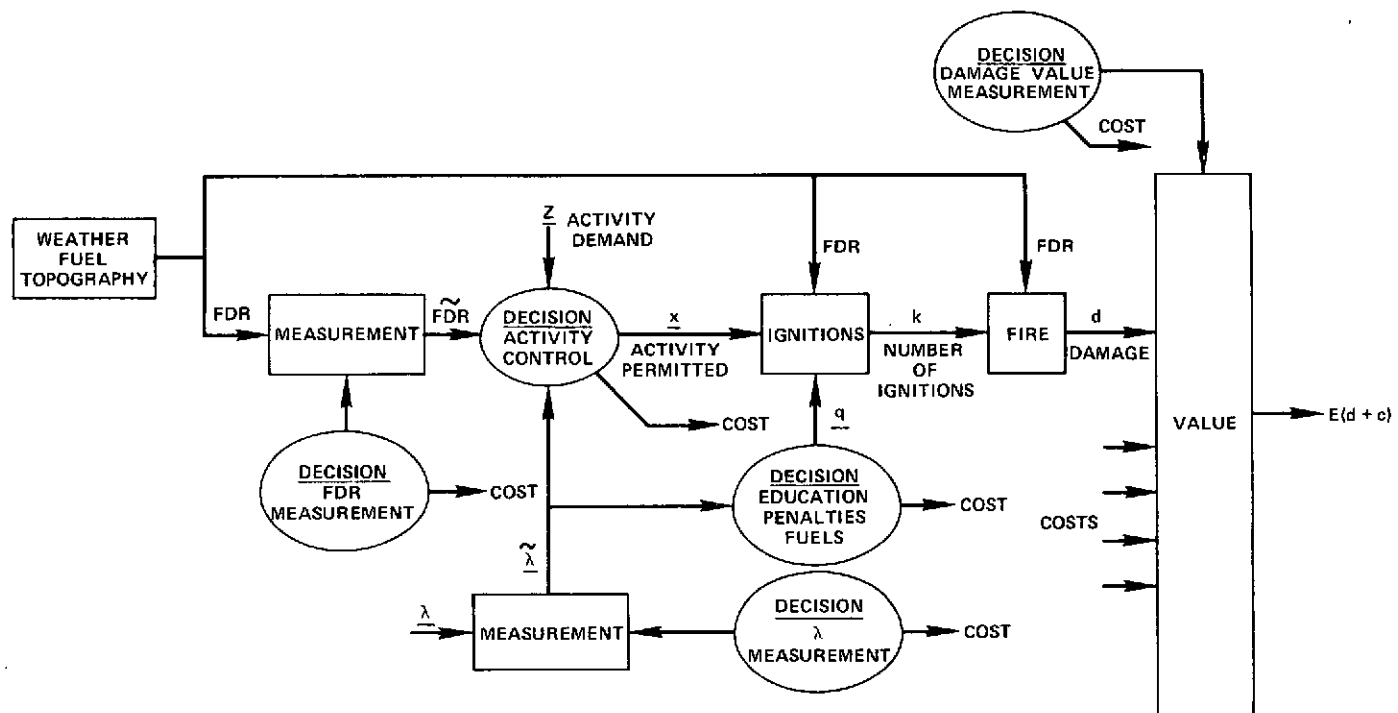 DECISION
DAMAGE VALUE
MEASUREMENT
COST
WEATHER
FUEL
TOPOGRAPHY
Z ACTIVITY
DEMAND
FDR
FDR
FDR
MEASUREMENT
F̃DR
DECISION
ACTIVITY
CONTROL
x
ACTIVITY
PERMITTED
IGNITIONS
k
NUMBER
OF
IGNITIONS
FIRE
d
DAMAGE
VALUE
E(d + c)
COST
q
DECISION
FDR
MEASUREMENT
COST
DECISION
EDUCATION
PENALTIES
FUELS
COST
COSTS
λ̃
λ
MEASUREMENT
DECISION
λ
MEASUREMENT
COST